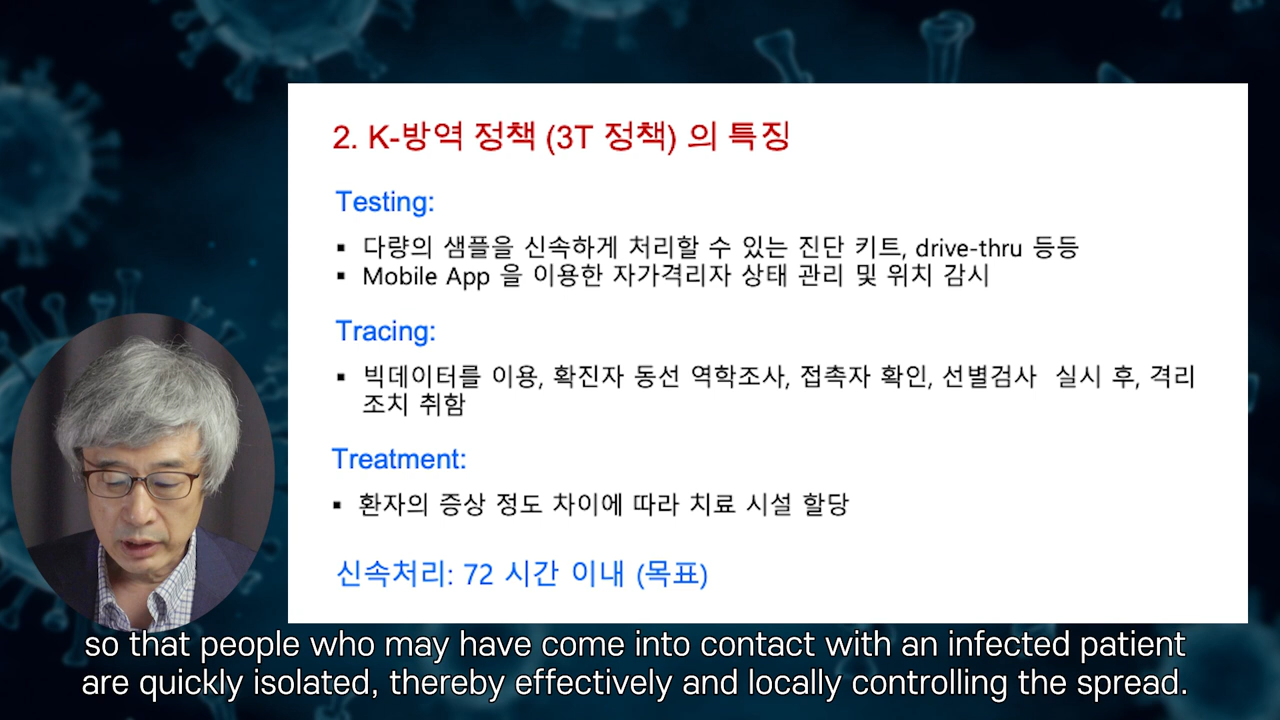 2. K-방역 정책 (3T 정책) 의 특징
Testing:
▪ 다량의 샘플을 신속하게 처리할 수 있는 진단 키트, drive-thru 등등
▪ Mobile App 을 이용한 자가격리자 상태 관리 및 위치 감시
Tracing:
▪ 빅데이터를 이용, 확진자 동선 역학조사, 접촉자 확인, 선별검사 실시 후, 격리
조치 취함
Treatment:
▪ 환자의 증상 정도 차이에 따라 치료 시설 할당
신속처리: 72 시간 이내 (목표)
so that people who may have come into contact with an infected patient
are quickly isolated, thereby effectively and locally controlling the spread.